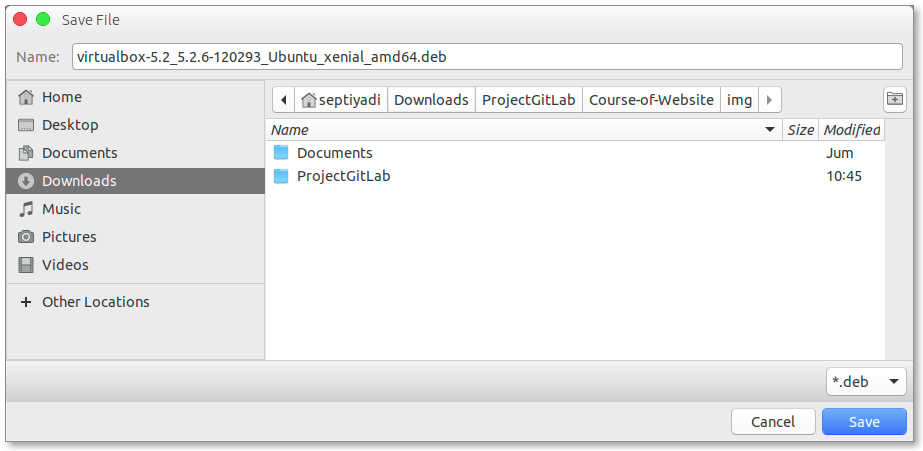 Save File
Name: virtualbox-5.2_5.2.6-120293_Ubuntu_xenial_amd64.deb
Home
Desktop
Documents
Downloads
Music
Pictures
Videos
Other Locations
septiyadi Downloads ProjectGitLab Course-of-Website img
Name Size Modified
Documents Jum
ProjectGitLab 10:45
*.deb
Cancel Save